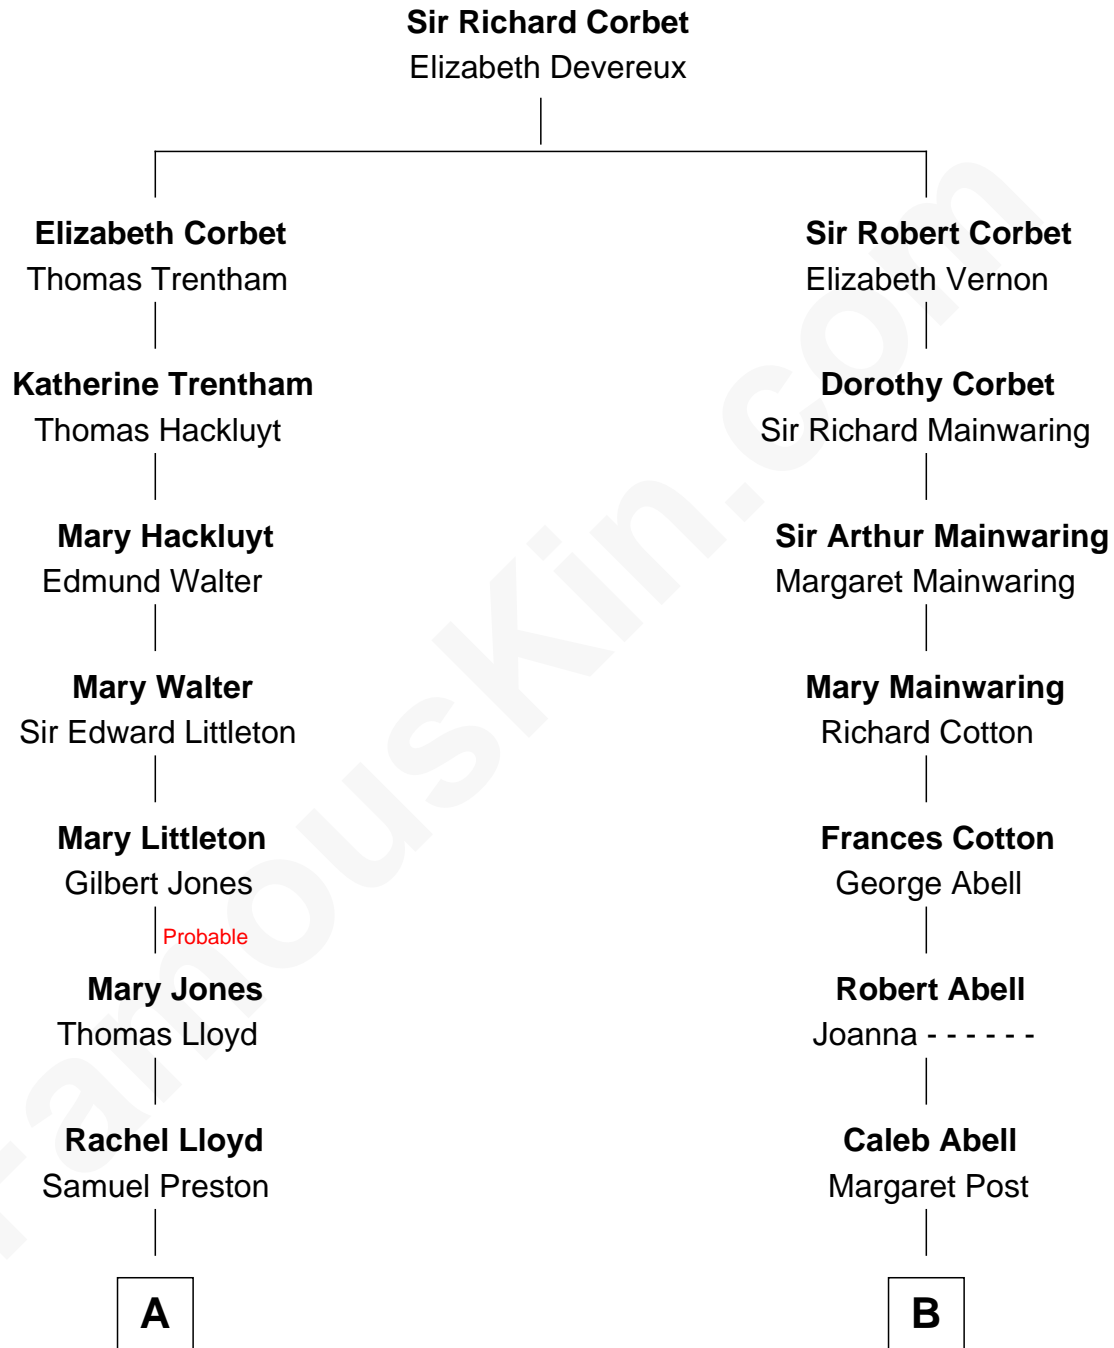 Sir Richard Corbet
Elizabeth Devereux
Elizabeth Corbet
Thomas Trentham
Katherine Trentham
Thomas Hackluyt
Mary Hackluyt
Edmund Walter
Mary Walter
Sir Edward Littleton
Mary Littleton
Gilbert Jones
Probable
Mary Jones
Thomas Lloyd
Rachel Lloyd
Samuel Preston
A
Sir Robert Corbet
Elizabeth Vernon
Dorothy Corbet
Sir Richard Mainwaring
Sir Arthur Mainwaring
Margaret Mainwaring
Mary Mainwaring
Richard Cotton
Frances Cotton
George Abell
Robert Abell
Joanna - - - - - -
Caleb Abell
Margaret Post
B
FamousKin.com